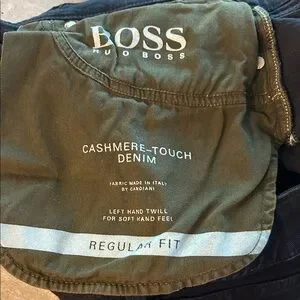 BOSS
HUGO BOSS
CASHMERE-TOUCH
DENIM
FABRIC MADE IN ITALY
BY CANDIANI
LEFT HAND TWILL
FOR SOFT HAND FEEL
REGULAR FIT